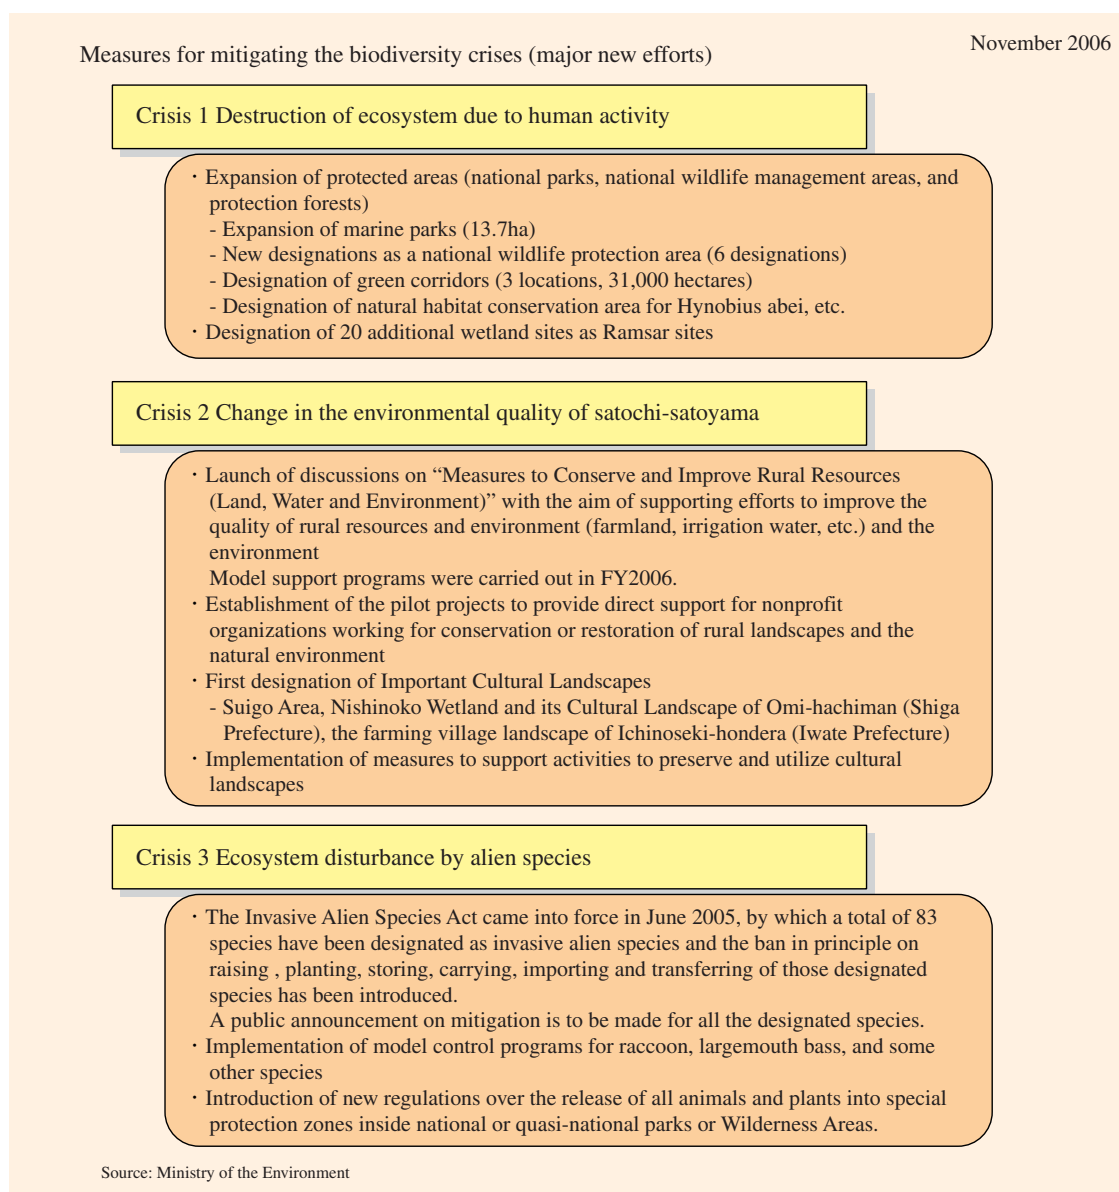 November 2006
Measures for mitigating the biodiversity crises (major new efforts)
Crisis 1 Destruction of ecosystem due to human activity
・Expansion of protected areas (national parks, national wildlife management areas, and
protection forests)
- Expansion of marine parks (13.7ha)
- New designations as a national wildlife protection area (6 designations)
- Designation of green corridors (3 locations, 31,000 hectares)
- Designation of natural habitat conservation area for Hynobius abei, etc.
・Designation of 20 additional wetland sites as Ramsar sites
Crisis 2 Change in the environmental quality of satochi-satoyama
・Launch of discussions on “Measures to Conserve and Improve Rural Resources
(Land, Water and Environment)” with the aim of supporting efforts to improve the
quality of rural resources and environment (farmland, irrigation water, etc.) and the
environment
Model support programs were carried out in FY2006.
・Establishment of the pilot projects to provide direct support for nonprofit
organizations working for conservation or restoration of rural landscapes and the
natural environment
・First designation of Important Cultural Landscapes
- Suigo Area, Nishinoko Wetland and its Cultural Landscape of Omi-hachiman (Shiga
Prefecture), the farming village landscape of Ichinoseki-hondera (Iwate Prefecture)
・Implementation of measures to support activities to preserve and utilize cultural
landscapes
Crisis 3 Ecosystem disturbance by alien species
・The Invasive Alien Species Act came into force in June 2005, by which a total of 83
species have been designated as invasive alien species and the ban in principle on
raising , planting, storing, carrying, importing and transferring of those designated
species has been introduced.
A public announcement on mitigation is to be made for all the designated species.
・Implementation of model control programs for raccoon, largemouth bass, and some
other species
・Introduction of new regulations over the release of all animals and plants into special
protection zones inside national or quasi-national parks or Wilderness Areas.
Source: Ministry of the Environment